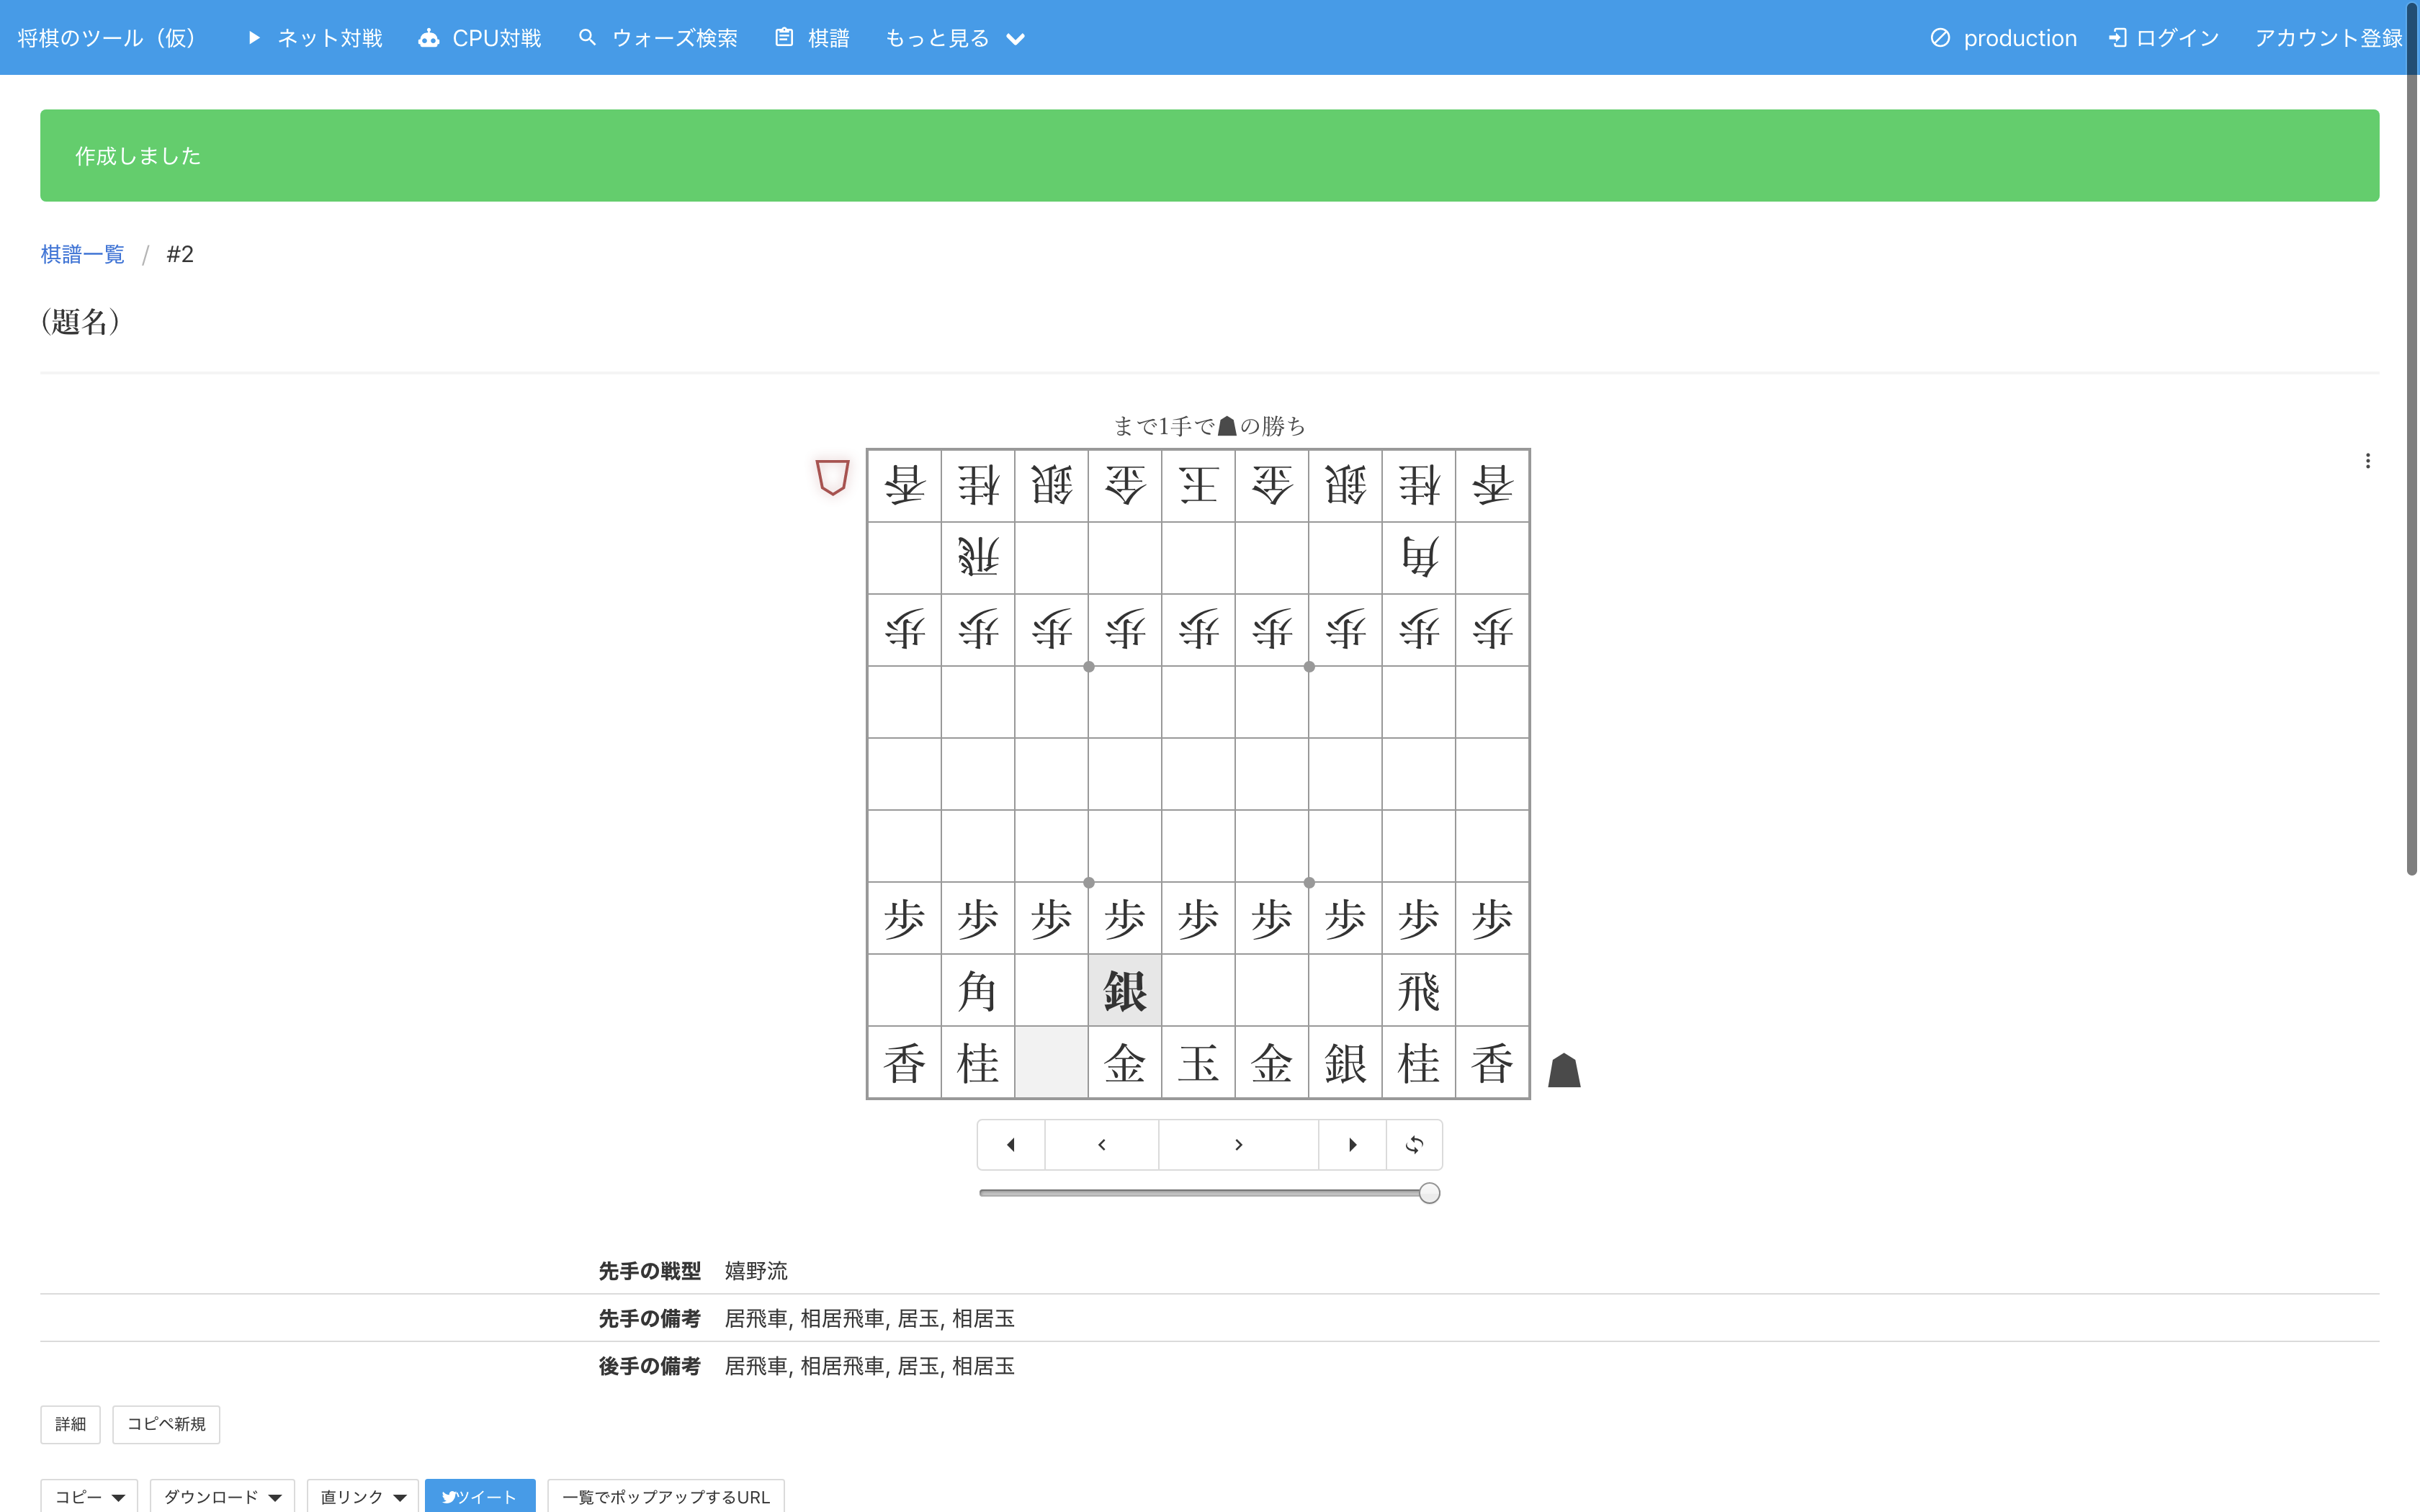 将棋のツール（仮） ネット対戦 CPU対戦 ウォーズ検索 棋譜 もっと見る production ログイン アカウント登録
作成しました
棋譜一覧 / #2
(題名)
まで1手で☗の勝ち
香 桂 銀 金 王 金 銀 桂 香
飛 角
歩 歩 歩 歩 歩 歩 歩 歩 歩
歩 歩 歩 歩 歩 歩 歩 歩 歩
角 銀 飛
香 桂 金 玉 金 銀 桂 香
先手の戦型 嬉野流
先手の備考 居飛車, 相居飛車, 居玉, 相居玉
後手の備考 居飛車, 相居飛車, 居玉, 相居玉
詳細 コピペ新規
コピー ダウンロード 直リンク ツイート 一覧でポップアップするURL